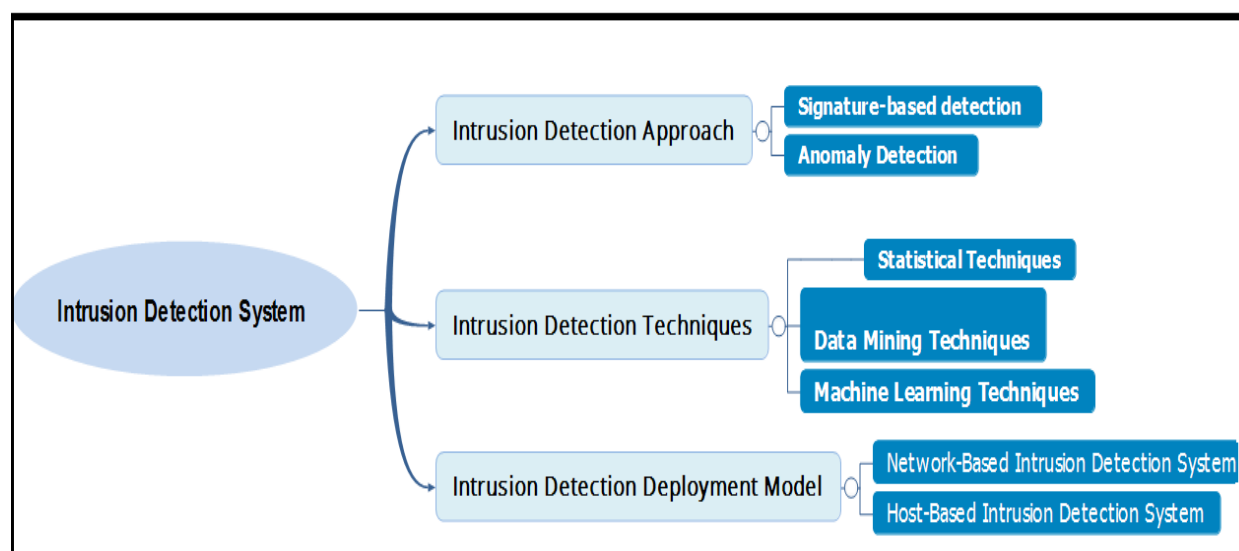 Intrusion Detection System
Intrusion Detection Approach
Signature-based detection
Anomaly Detection
Intrusion Detection Techniques
Statistical Techniques
Data Mining Techniques
Machine Learning Techniques
Intrusion Detection Deployment Model
Network-Based Intrusion Detection System
Host-Based Intrusion Detection System